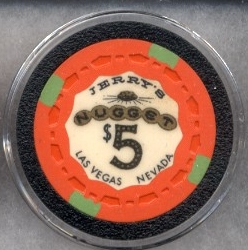 JERRY'S
NUGGET
$5
LAS VEGAS NEVADA